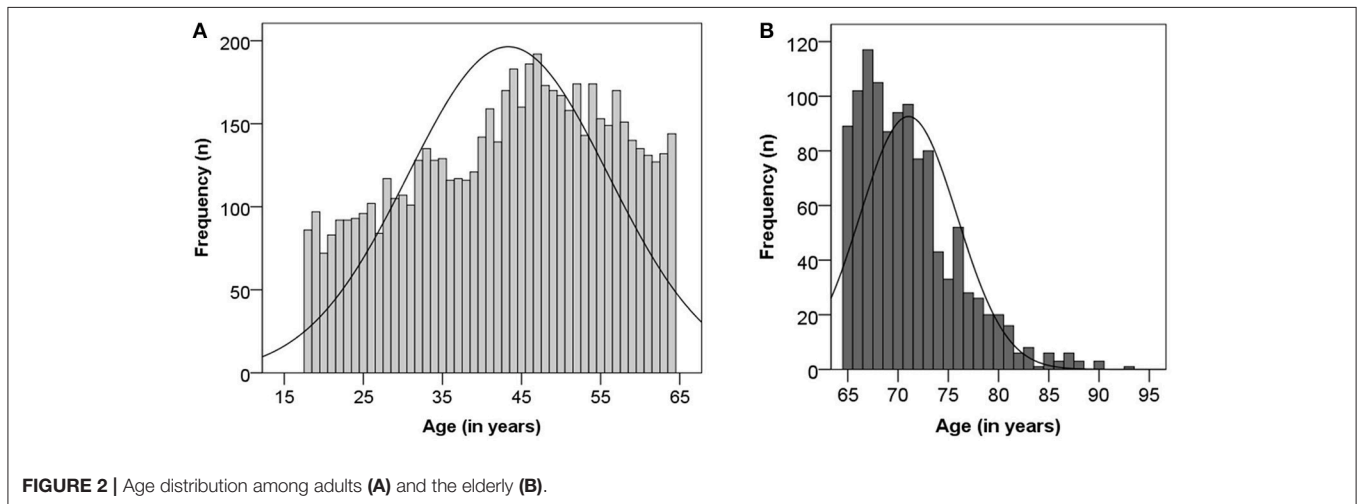 A
B
200
150
100
50
0
Frequency (n)
15 25 35 45 55 65
Age (in years)
120
100
80
60
40
20
0
Frequency (n)
65 70 75 80 85 90 95
Age (in years)
FIGURE 2 | Age distribution among adults (A) and the elderly (B).